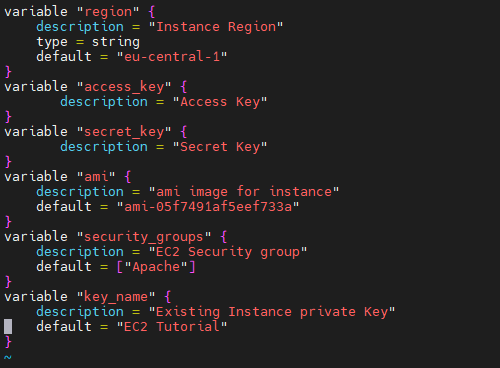 variable "region" {
    description = "Instance Region"
    type = string
    default = "eu-central-1"
}
variable "access_key" {
       description = "Access Key"
}
variable "secret_key" {
       description = "Secret Key"
}
variable "ami" {
    description = "ami image for instance"
    default = "ami-05f7491af5eef733a"
}
variable "security_groups" {
    description = "EC2 Security group"
    default = ["Apache"]
}
variable "key_name" {
    description = "Existing Instance private Key"
    default = "EC2 Tutorial"
}
~